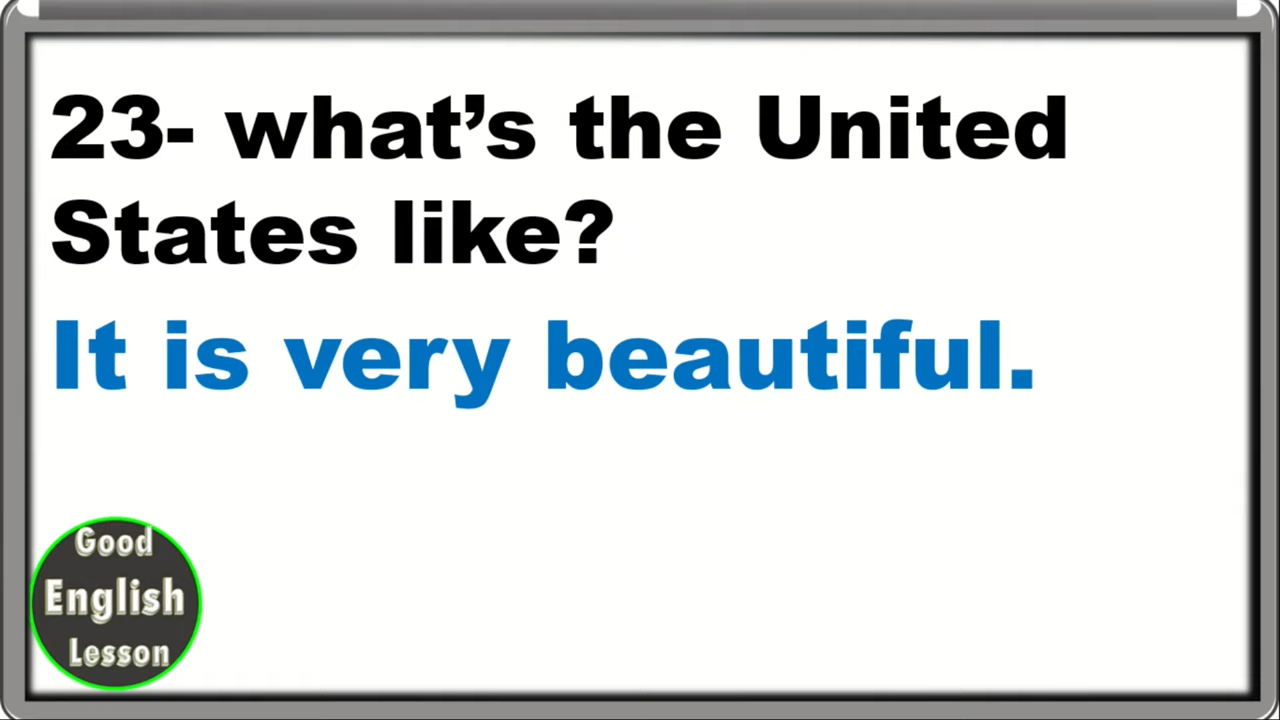 23- what’s the United
States like?
It is very beautiful.
Good
English
Lesson